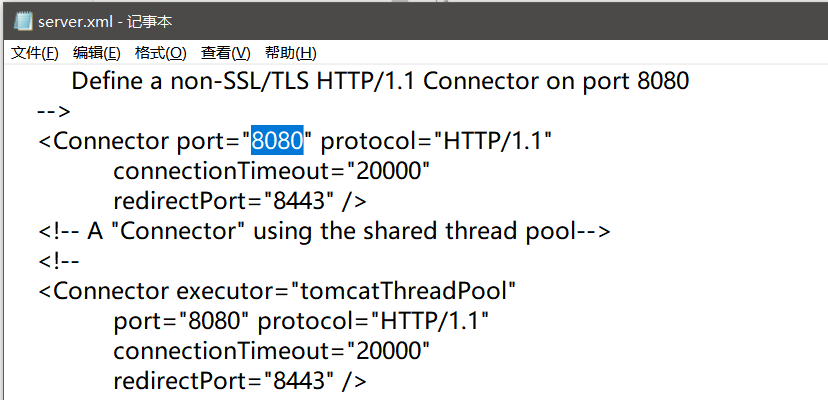 server.xml - 记事本
文件(F) 编辑(E) 格式(O) 查看(V) 帮助(H)
Define a non-SSL/TLS HTTP/1.1 Connector on port 8080
-->
<Connector port="8080" protocol="HTTP/1.1"
connectionTimeout="20000"
redirectPort="8443" />
<!-- A "Connector" using the shared thread pool-->
<!--
<Connector executor="tomcatThreadPool"
port="8080" protocol="HTTP/1.1"
connectionTimeout="20000"
redirectPort="8443" />